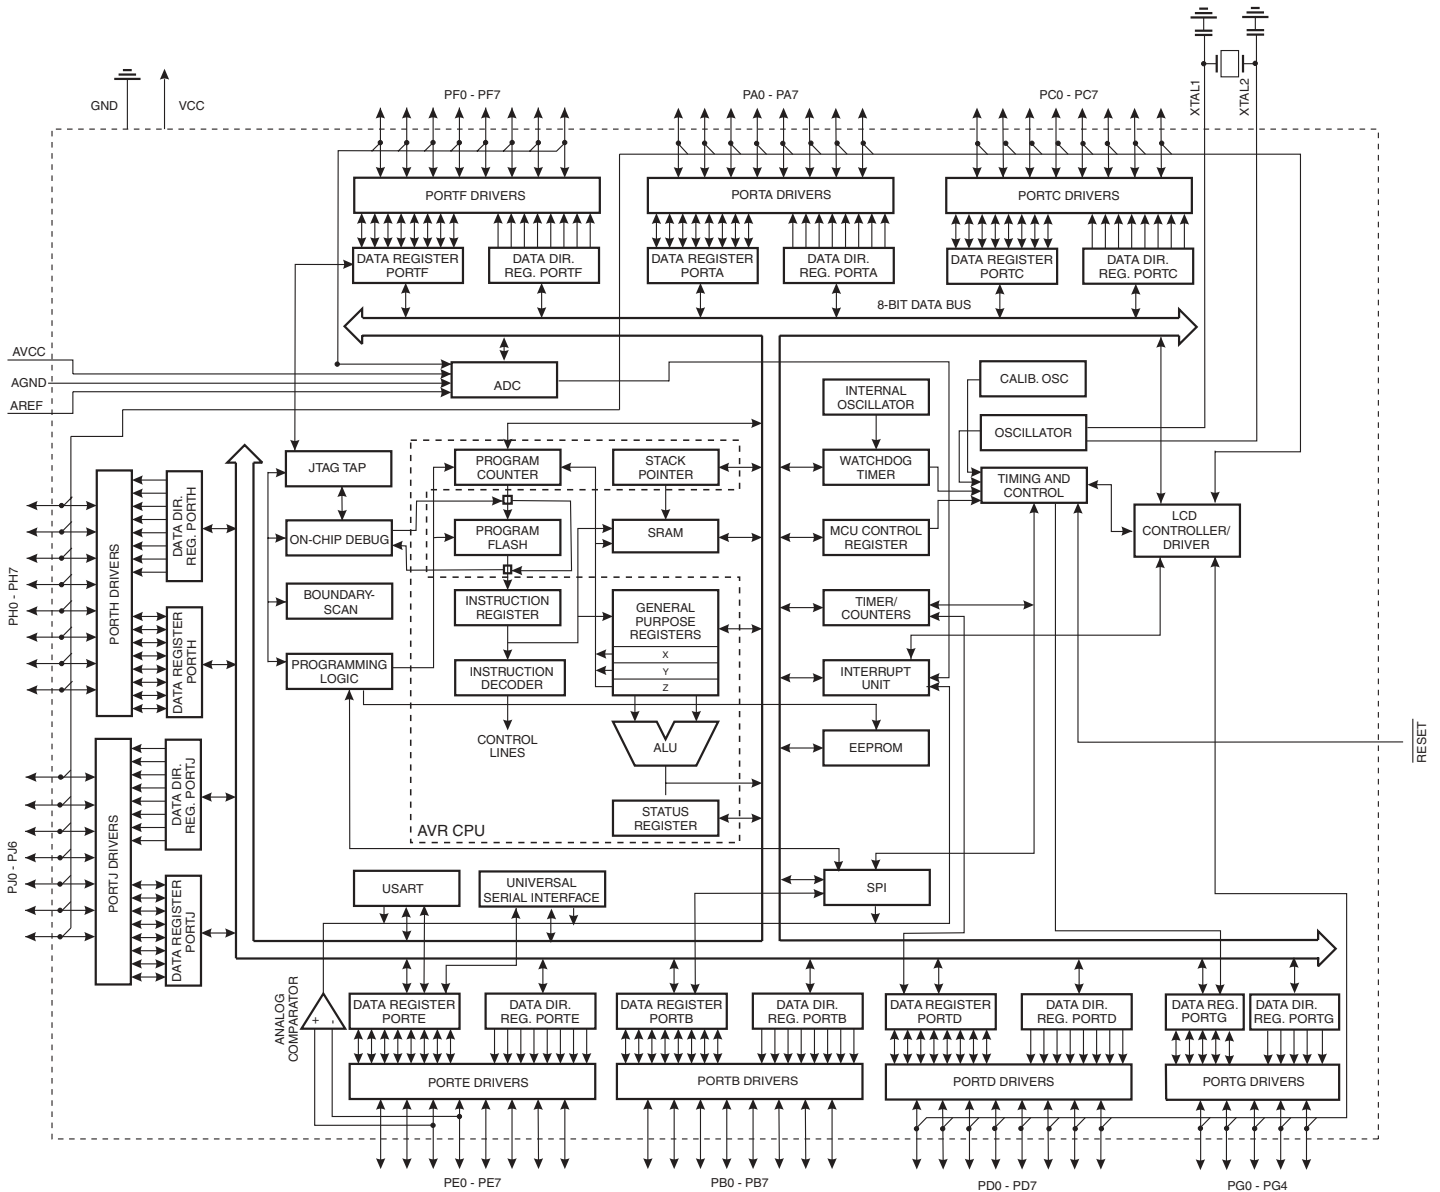 XTAL1
XTAL2
GND
VCC
PF0 - PF7
PA0 - PA7
PC0 - PC7
PORTF DRIVERS
PORTA DRIVERS
PORTC DRIVERS
DATA REGISTER
PORTF
DATA DIR.
REG. PORTF
DATA REGISTER
PORTA
DATA DIR.
REG. PORTA
DATA REGISTER
PORTC
DATA DIR.
REG. PORTC
8-BIT DATA BUS
AVCC
AGND
AREF
ADC
CALIB. OSC
INTERNAL
OSCILLATOR
OSCILLATOR
JTAG TAP
PROGRAM
COUNTER
STACK
POINTER
WATCHDOG
TIMER
TIMING AND
CONTROL
ON-CHIP DEBUG
PROGRAM
FLASH
SRAM
MCU CONTROL
REGISTER
LCD
CONTROLLER/
DRIVER
BOUNDARY-
SCAN
INSTRUCTION
REGISTER
GENERAL
PURPOSE
REGISTERS
X
Y
Z
TIMER/
COUNTERS
PROGRAMMING
LOGIC
INSTRUCTION
DECODER
INTERRUPT
UNIT
CONTROL
LINES
ALU
EEPROM
STATUS
REGISTER
AVR CPU
RESET
PH0 - PH7
PORTH DRIVERS
DATA DIR.
REG. PORTH
DATA REGISTER
PORTH
PJ0 - PJ6
PORTJ DRIVERS
DATA DIR.
REG. PORTJ
DATA REGISTER
PORTJ
USART
UNIVERSAL
SERIAL INTERFACE
SPI
ANALOG
COMPARATOR
+
-
DATA REGISTER
PORTE
DATA DIR.
REG. PORTE
DATA REGISTER
PORTB
DATA DIR.
REG. PORTB
DATA REGISTER
PORTD
DATA DIR.
REG. PORTD
DATA REG.
PORTG
DATA DIR.
REG. PORTG
PORTE DRIVERS
PORTB DRIVERS
PORTD DRIVERS
PORTG DRIVERS
PE0 - PE7
PB0 - PB7
PD0 - PD7
PG0 - PG4